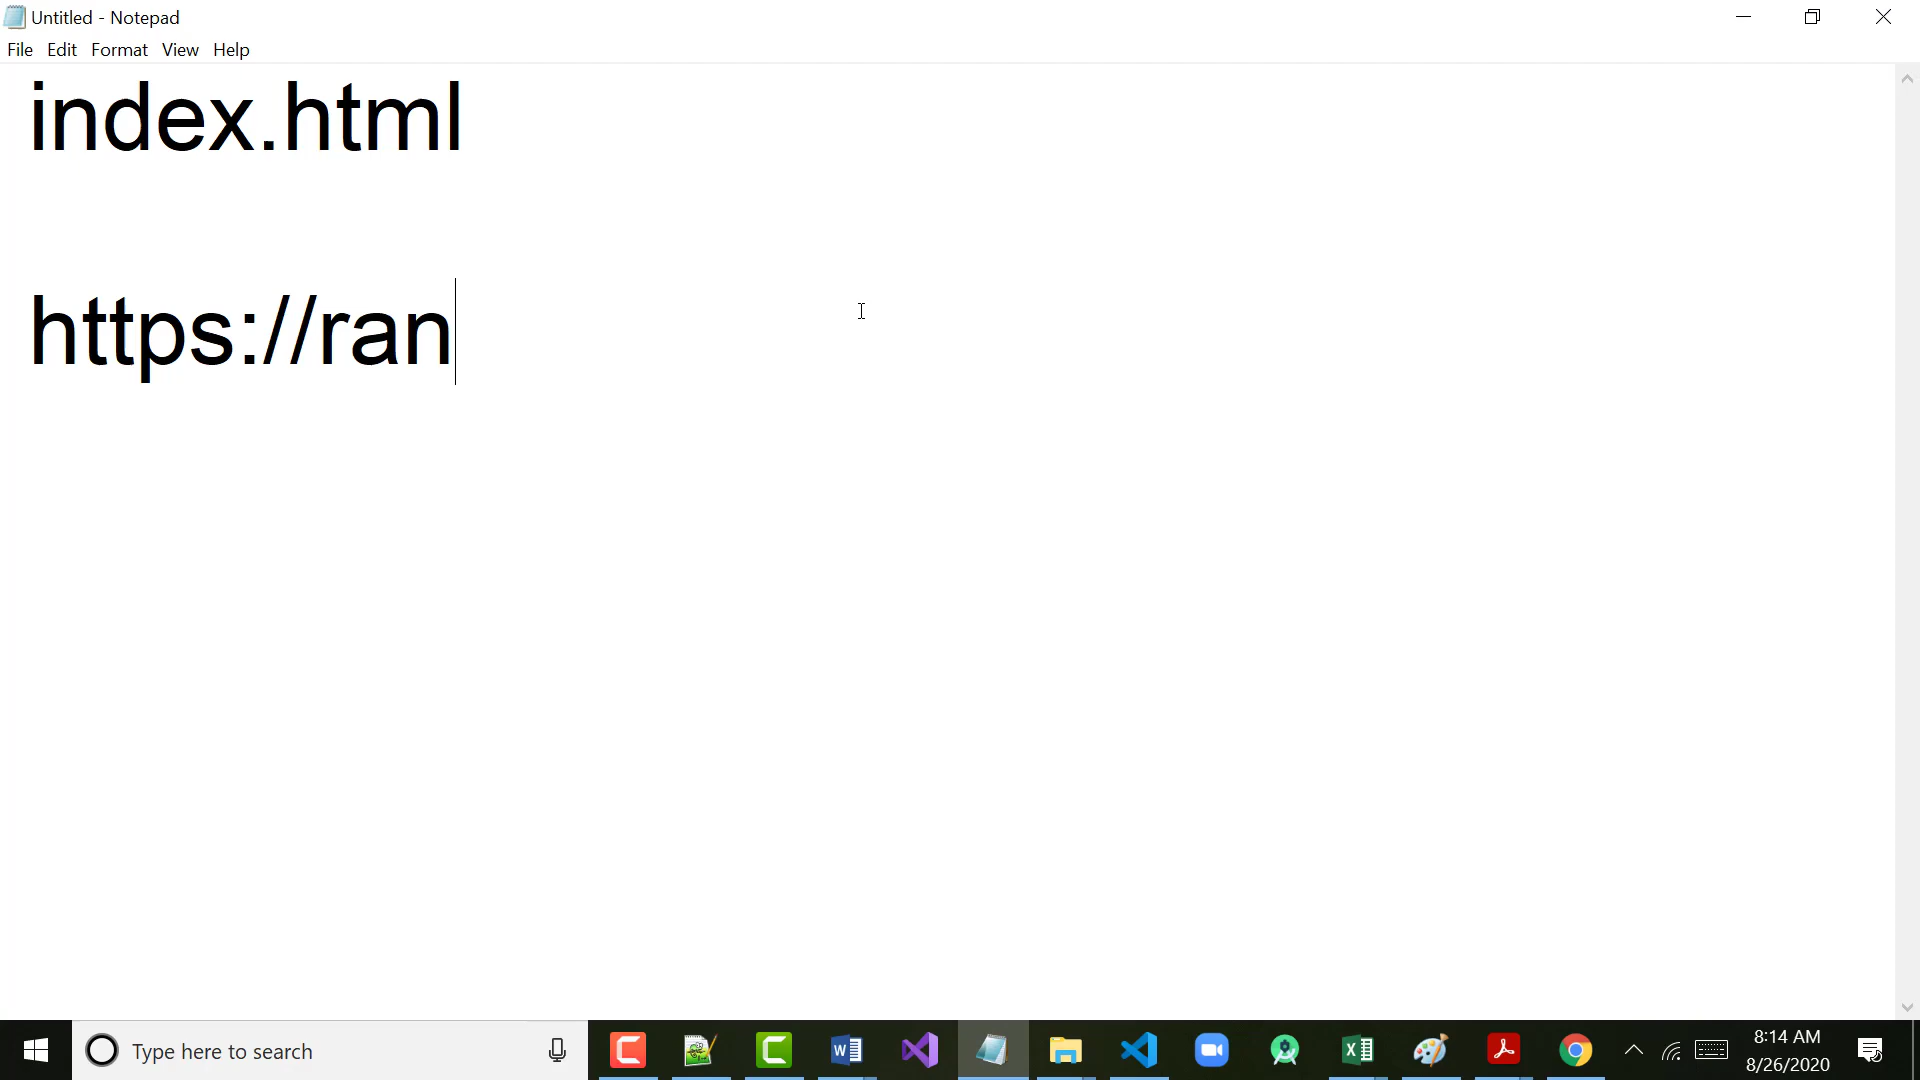 Untitled - Notepad
File Edit Format View Help
index.html
https://ran
Type here to search
8:14 AM
8/26/2020